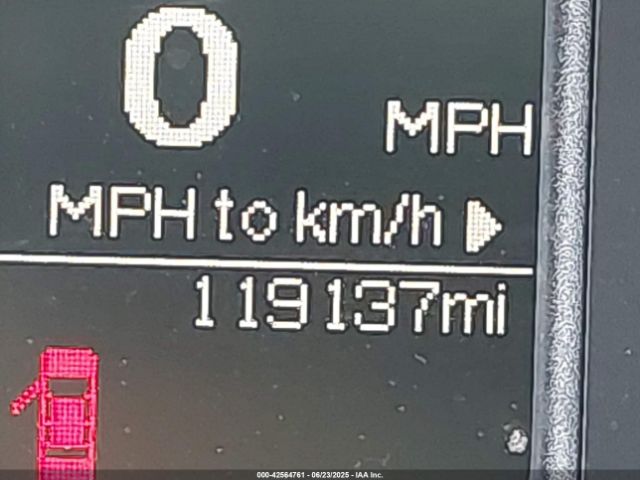 0
MPH
MPH to km/h
119137mi
000-42564761 - 06/23/2025 - IAA Inc.